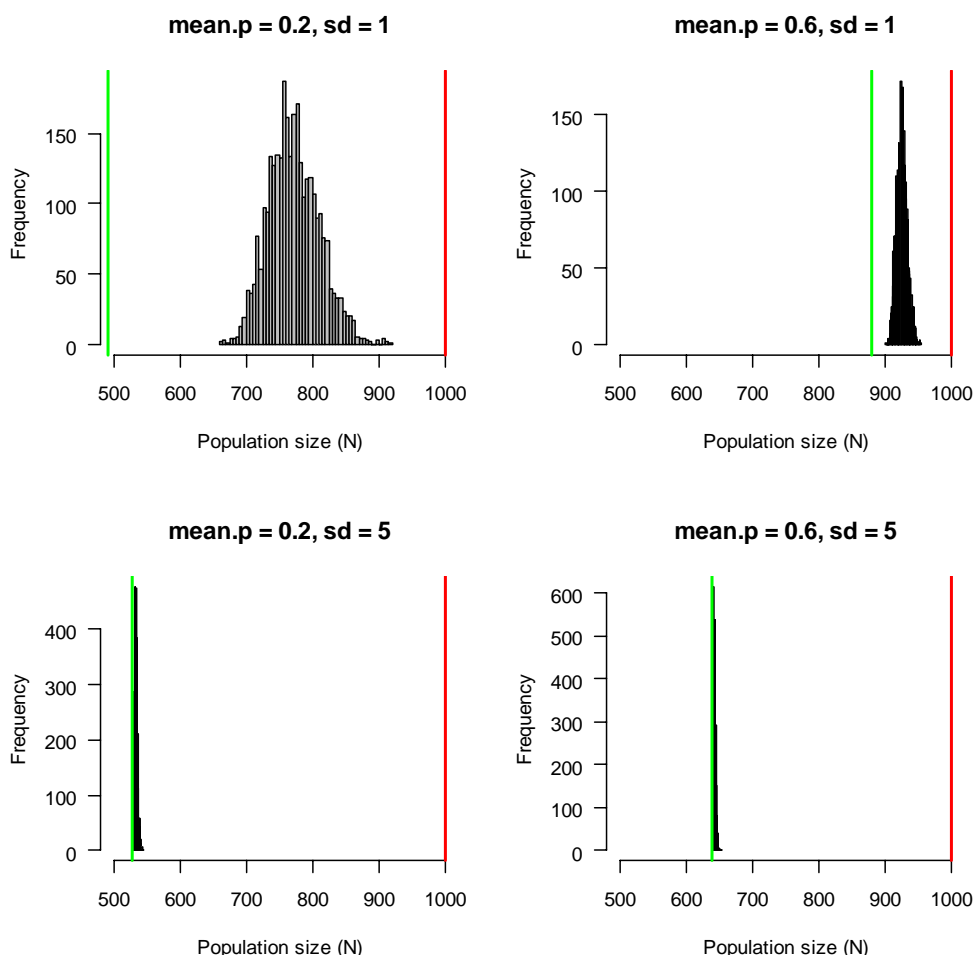 mean.p = 0.2, sd = 1
Frequency
150
100
50
0
500 600 700 800 900 1000
Population size (N)
mean.p = 0.6, sd = 1
Frequency
150
100
50
0
500 600 700 800 900 1000
Population size (N)
mean.p = 0.2, sd = 5
Frequency
400
300
200
100
0
500 600 700 800 900 1000
Population size (N)
mean.p = 0.6, sd = 5
Frequency
600
500
400
300
200
100
0
500 600 700 800 900 1000
Population size (N)